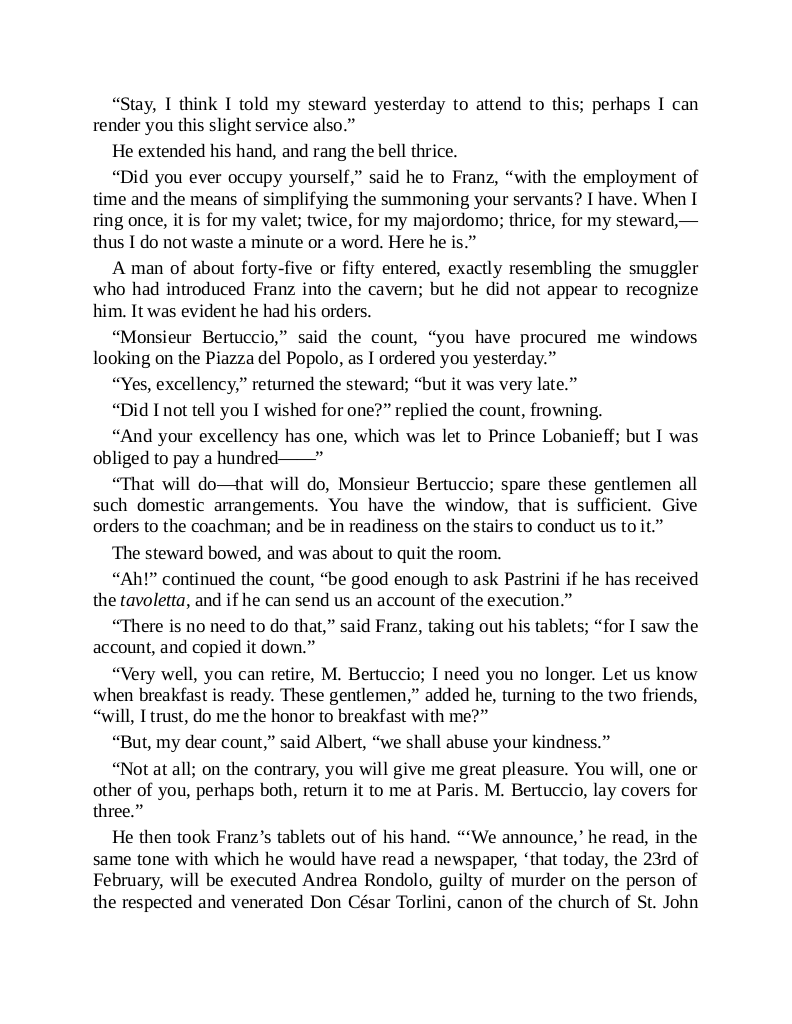 “Stay, I think I told my steward yesterday to attend to this; perhaps I can
render you this slight service also.”
He extended his hand, and rang the bell thrice.
“Did you ever occupy yourself,” said he to Franz, “with the employment of
time and the means of simplifying the summoning your servants? I have. When I
ring once, it is for my valet; twice, for my majordomo; thrice, for my steward,—
thus I do not waste a minute or a word. Here he is.”
A man of about forty-five or fifty entered, exactly resembling the smuggler
who had introduced Franz into the cavern; but he did not appear to recognize
him. It was evident he had his orders.
“Monsieur Bertuccio,” said the count, “you have procured me windows
looking on the Piazza del Popolo, as I ordered you yesterday.”
“Yes, excellency,” returned the steward; “but it was very late.”
“Did I not tell you I wished for one?” replied the count, frowning.
“And your excellency has one, which was let to Prince Lobanieff; but I was
obliged to pay a hundred——”
“That will do—that will do, Monsieur Bertuccio; spare these gentlemen all
such domestic arrangements. You have the window, that is sufficient. Give
orders to the coachman; and be in readiness on the stairs to conduct us to it.”
The steward bowed, and was about to quit the room.
“Ah!” continued the count, “be good enough to ask Pastrini if he has received
the tavoletta, and if he can send us an account of the execution.”
“There is no need to do that,” said Franz, taking out his tablets; “for I saw the
account, and copied it down.”
“Very well, you can retire, M. Bertuccio; I need you no longer. Let us know
when breakfast is ready. These gentlemen,” added he, turning to the two friends,
“will, I trust, do me the honor to breakfast with me?”
“But, my dear count,” said Albert, “we shall abuse your kindness.”
“Not at all; on the contrary, you will give me great pleasure. You will, one or
other of you, perhaps both, return it to me at Paris. M. Bertuccio, lay covers for
three.”
He then took Franz’s tablets out of his hand. “‘We announce,’ he read, in the
same tone with which he would have read a newspaper, ‘that today, the 23rd of
February, will be executed Andrea Rondolo, guilty of murder on the person of
the respected and venerated Don César Torlini, canon of the church of St. John